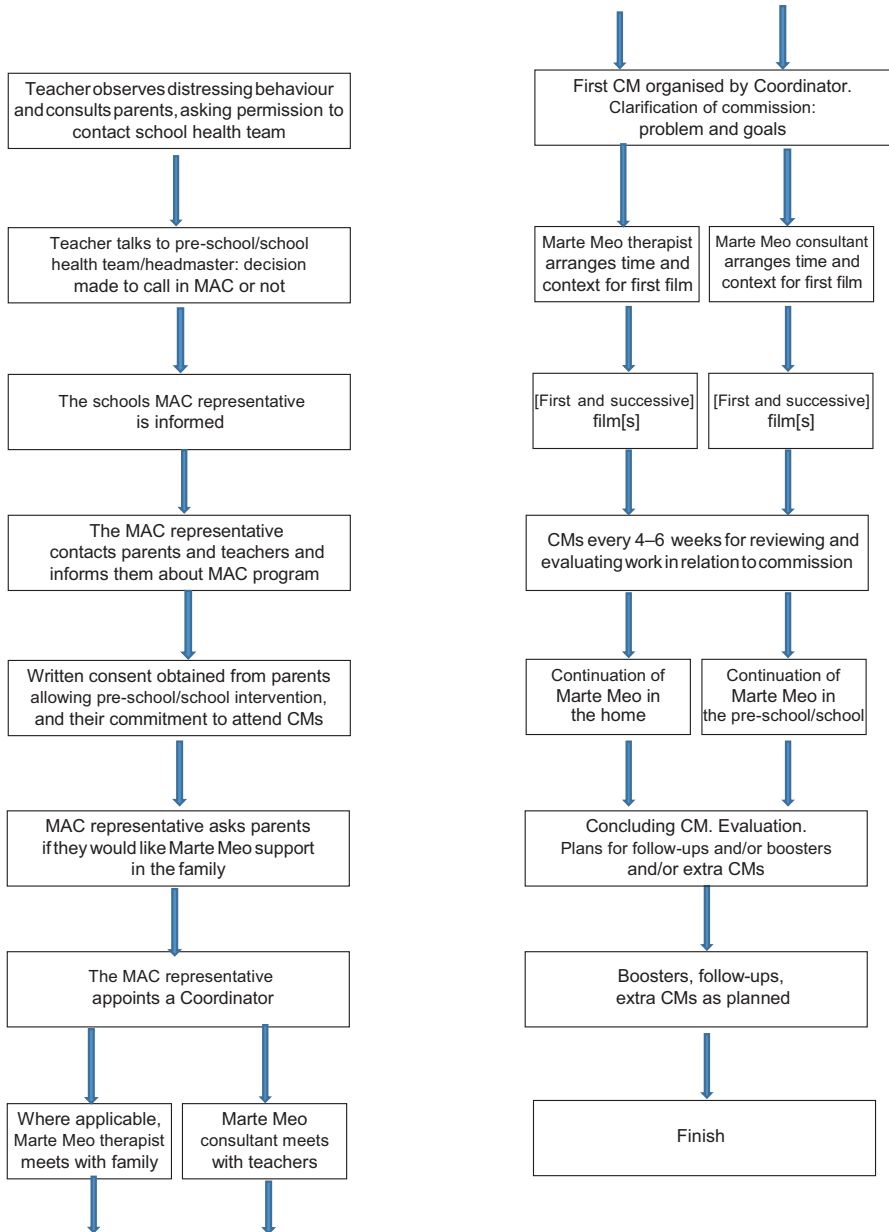 Teacher observes distressing behaviour
and consults parents, asking permission to
contact school health team
Teacher talks to pre-school/school
health team/headmaster: decision
made to call in MAC or not
The schools MAC representative
is informed
The MAC representative
contacts parents and teachers and
informs them about MAC program
Written consent obtained from parents
allowing pre-school/school intervention,
and their commitment to attend CMs
MAC representative asks parents
if they would like Marte Meo support
in the family
The MAC representative
appoints a Coordinator
Where applicable,
Marte Meo therapist
meets with family
Marte Meo
consultant meets
with teachers
First CM organised by Coordinator.
Clarification of commission:
problem and goals
Marte Meo therapist
arranges time and
context for first film
Marte Meo consultant
arranges time and
context for first film
[First and successive]
film[s]
[First and successive]
film[s]
CMs every 4–6 weeks for reviewing and
evaluating work in relation to commission
Continuation of
Marte Meo in
the home
Continuation of
Marte Meo in
the pre-school/school
Concluding CM. Evaluation.
Plans for follow-ups and/or boosters
and/or extra CMs
Boosters, follow-ups,
extra CMs as planned
Finish